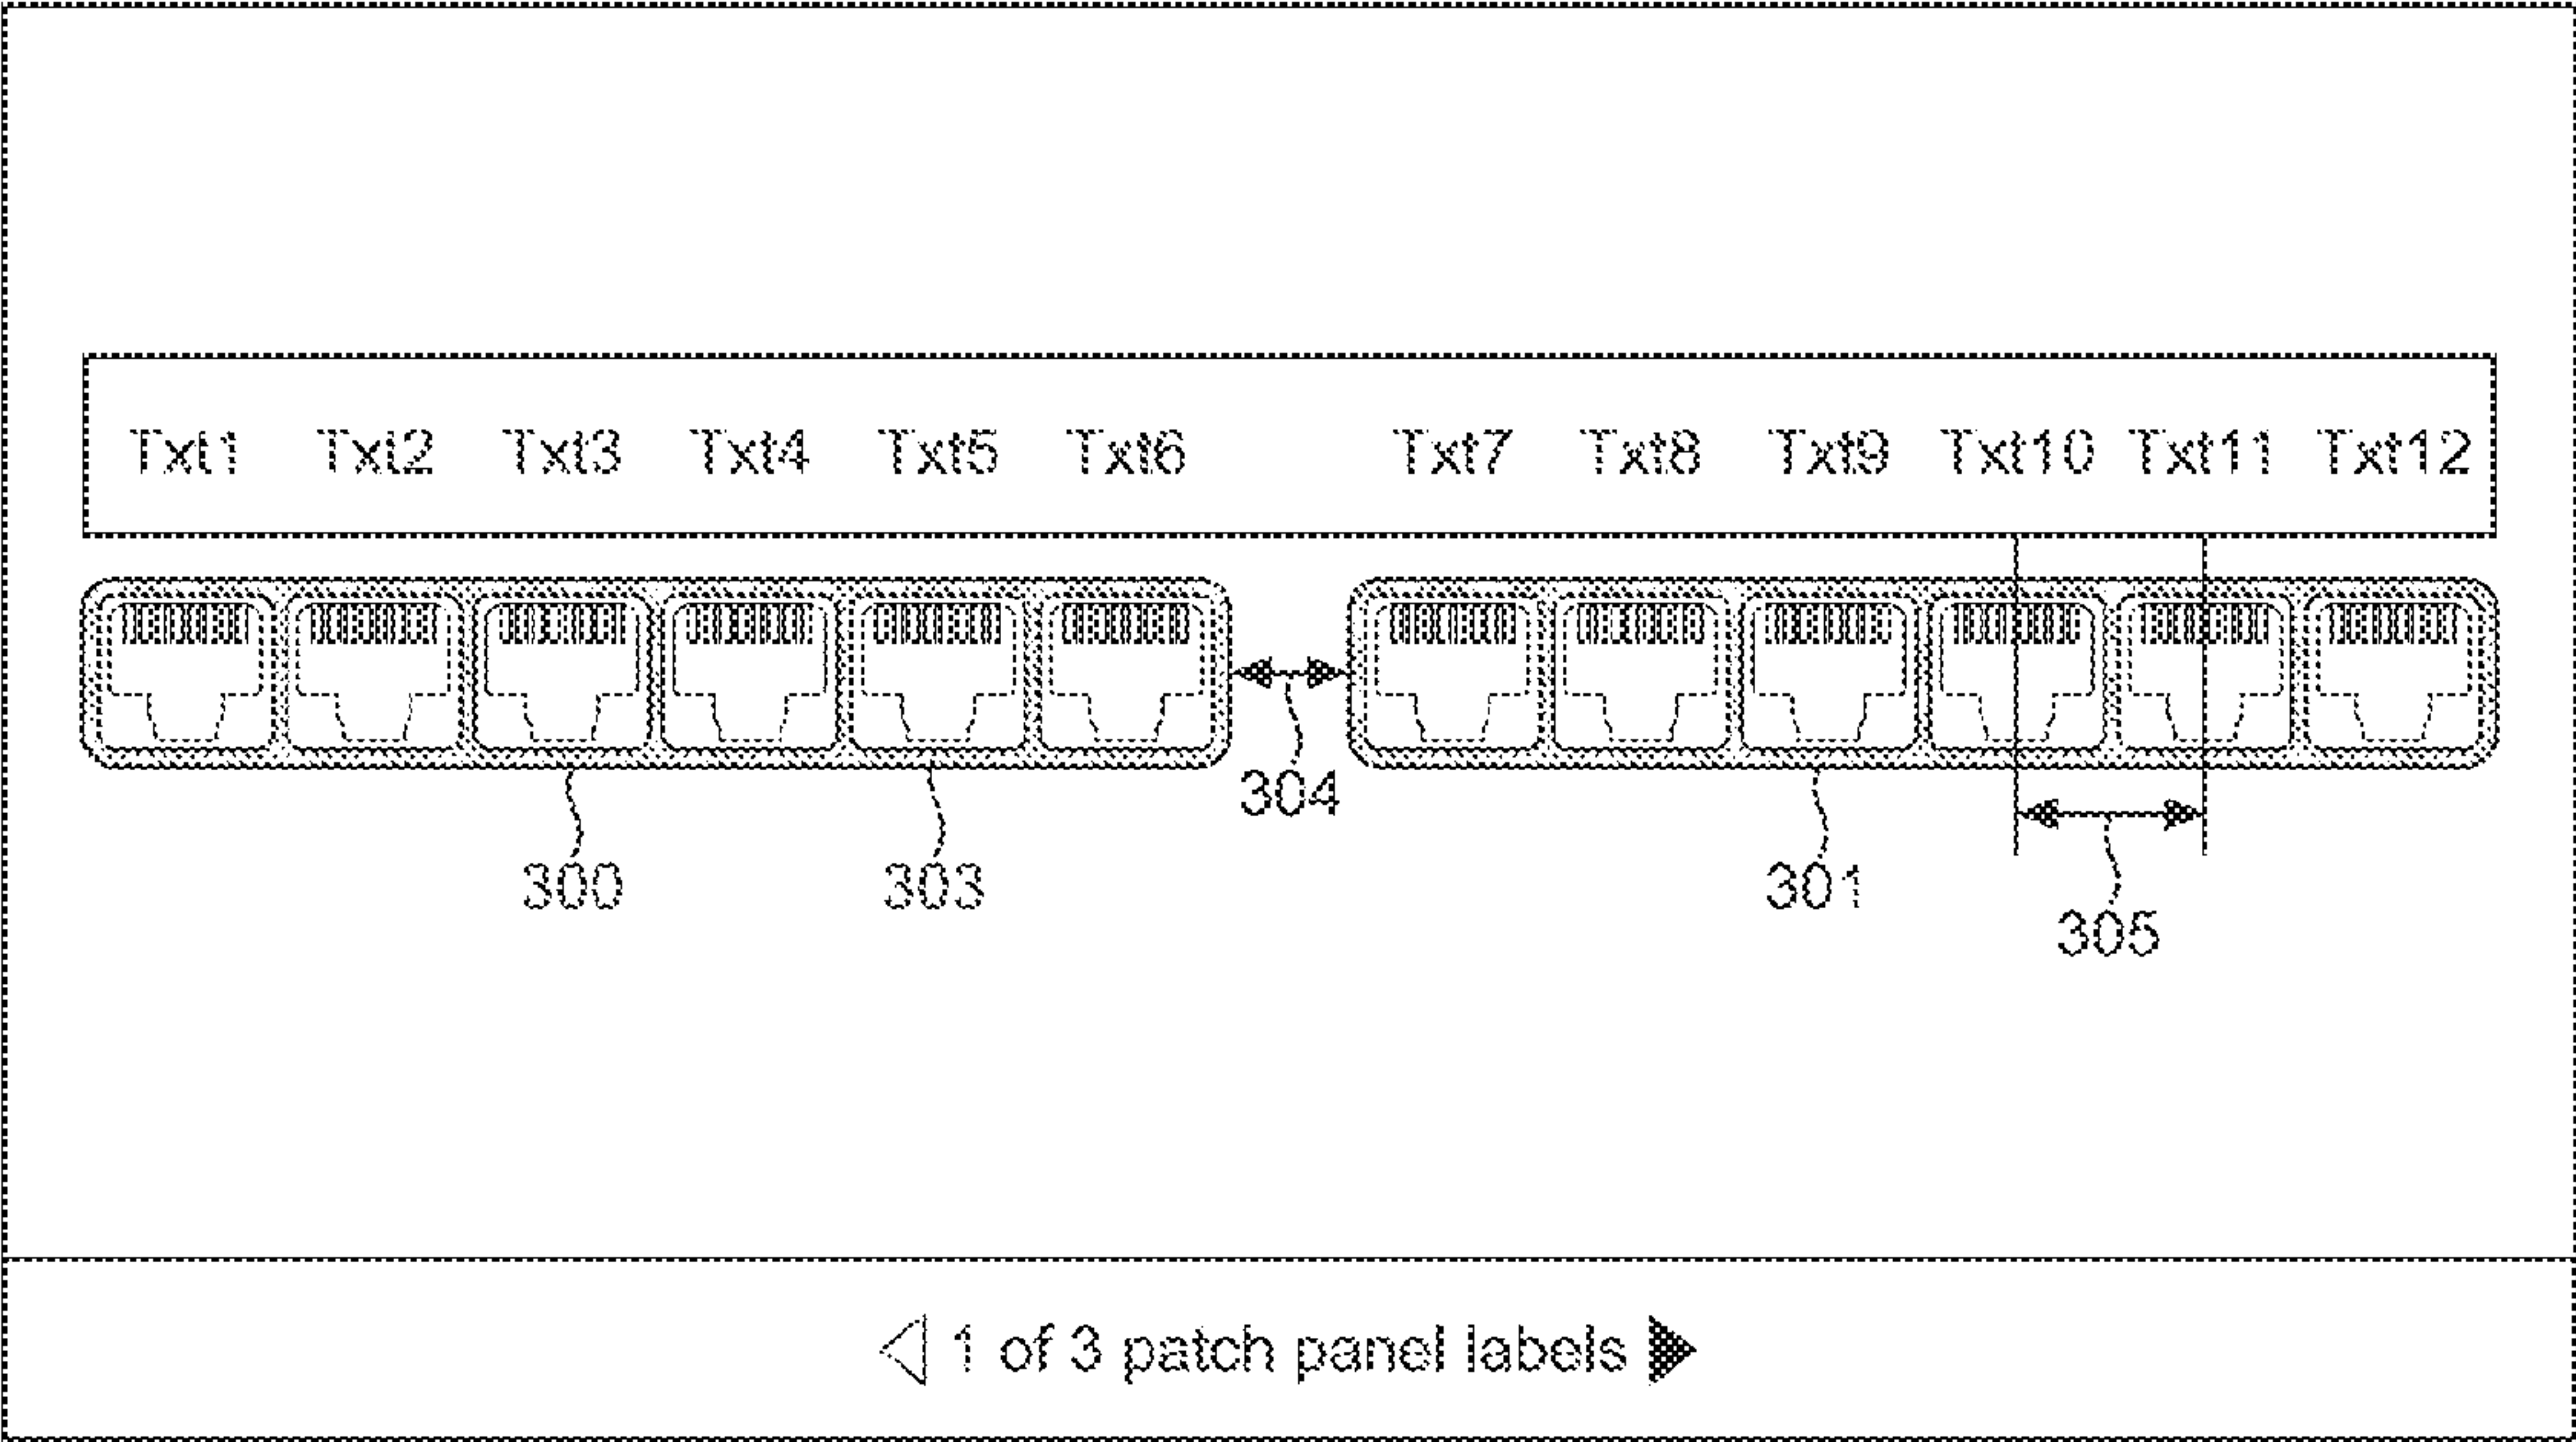 Txt1 Txt2 Txt3 Txt4 Txt5 Txt6 Txt7 Txt8 Txt9 Txt10 Txt11 Txt12
304
300 303 301
305
1 of 3 patch panel labels